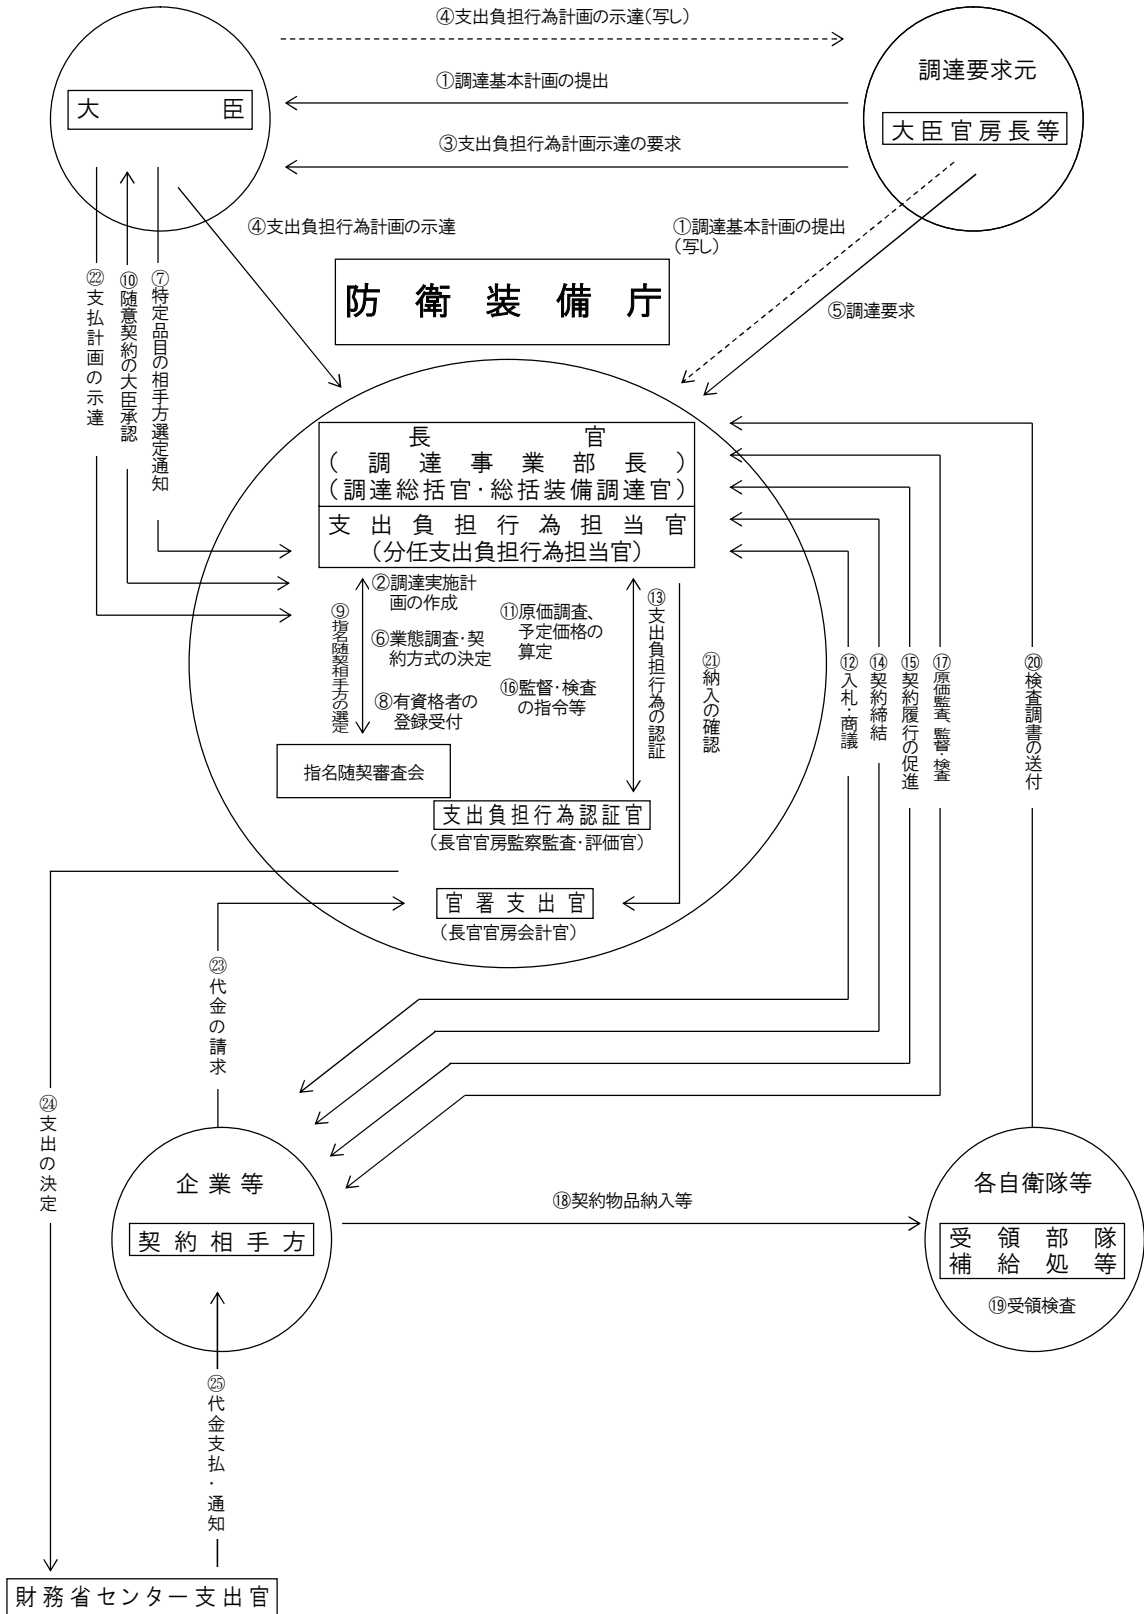 ④支出負担行為計画の示達(写し)
調達要求元
大臣官房長等
大臣
①調達基本計画の提出
③支出負担行為計画示達の要求
④支出負担行為計画の示達
①調達基本計画の提出
(写し)
⑤調達要求
防衛装備庁
㉒支払計画の示達
⑩随意契約の大臣承認
⑦特定品目の相手方選定通知
長官
(調達事業部長)
(調達総括官・総括装備調達官)
支出負担行為担当官
(分任支出負担行為担当官)
②調達実施計
画の作成
⑥業態調査・契
約方式の決定
⑧有資格者の
登録受付
⑨指名随契相手方の選定
⑪原価調査、
予定価格の
算定
⑯監督・検査
の指令等
⑬支出負担行為の認証
㉑納入の確認
指名随契審査会
支出負担行為認証官
(長官官房監察監査・評価官)
官署支出官
(長官官房会計官)
⑫入札・商議
⑭契約締結
⑮契約履行の促進
⑰原価監査、監督・検査
⑳検査調書の送付
㉓代金の請求
㉔支出の決定
企業等
契約相手方
⑱契約物品納入等
各自衛隊等
受領部隊
補給処等
⑲受領検査
㉕代金支払・通知
財務省センター支出官